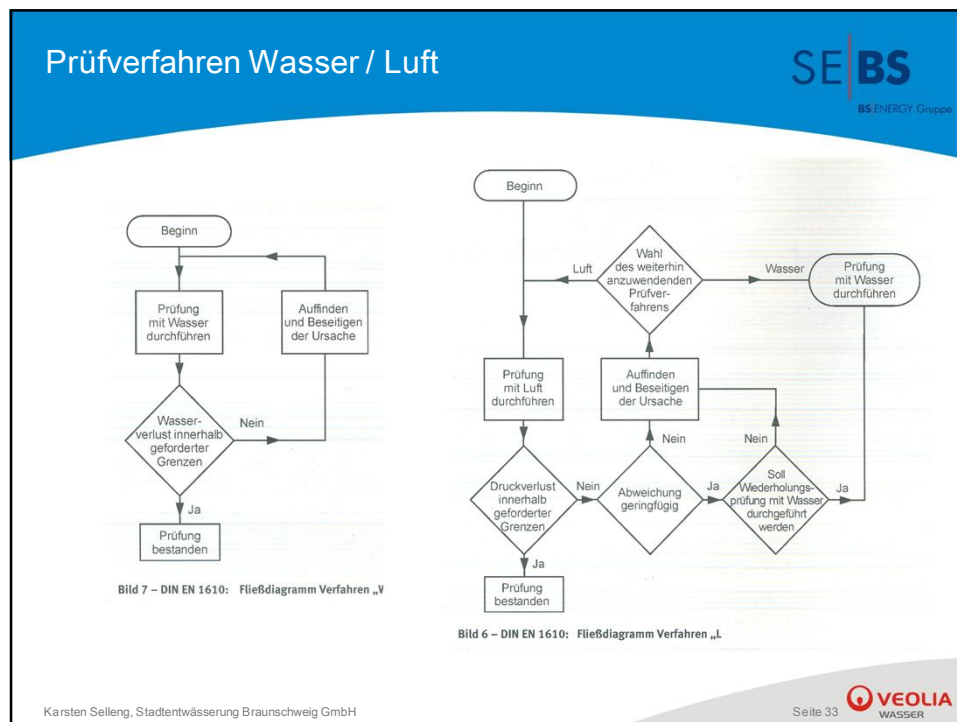 Prüfverfahren Wasser / Luft
SE|BS
BS|ENERGY Gruppe
Beginn
Prüfung
mit Wasser
durchführen
Auffinden
und Beseitigen
der Ursache
Wasser-
verlust innerhalb
geforderter
Grenzen
Nein
Ja
Prüfung
bestanden
Bild 7 – DIN EN 1610: Fließdiagramm Verfahren „W
Beginn
Luft
Wahl
des weiterhin
anzuwendenden
Prüfver-
fahrens
Wasser
Prüfung
mit Wasser
durchführen
Prüfung
mit Luft
durchführen
Auffinden
und Beseitigen
der Ursache
Nein
Nein
Druckverlust
innerhalb
geforderter
Grenzen
Nein
Abweichung
geringfügig
Ja
Soll
Wiederholungs-
prüfung mit Wasser
durchgeführt
werden
Ja
Ja
Prüfung
bestanden
Bild 6 – DIN EN 1610: Fließdiagramm Verfahren „L
Karsten Selleng, Stadtentwässerung Braunschweig GmbH
Seite 33
VEOLIA
WASSER